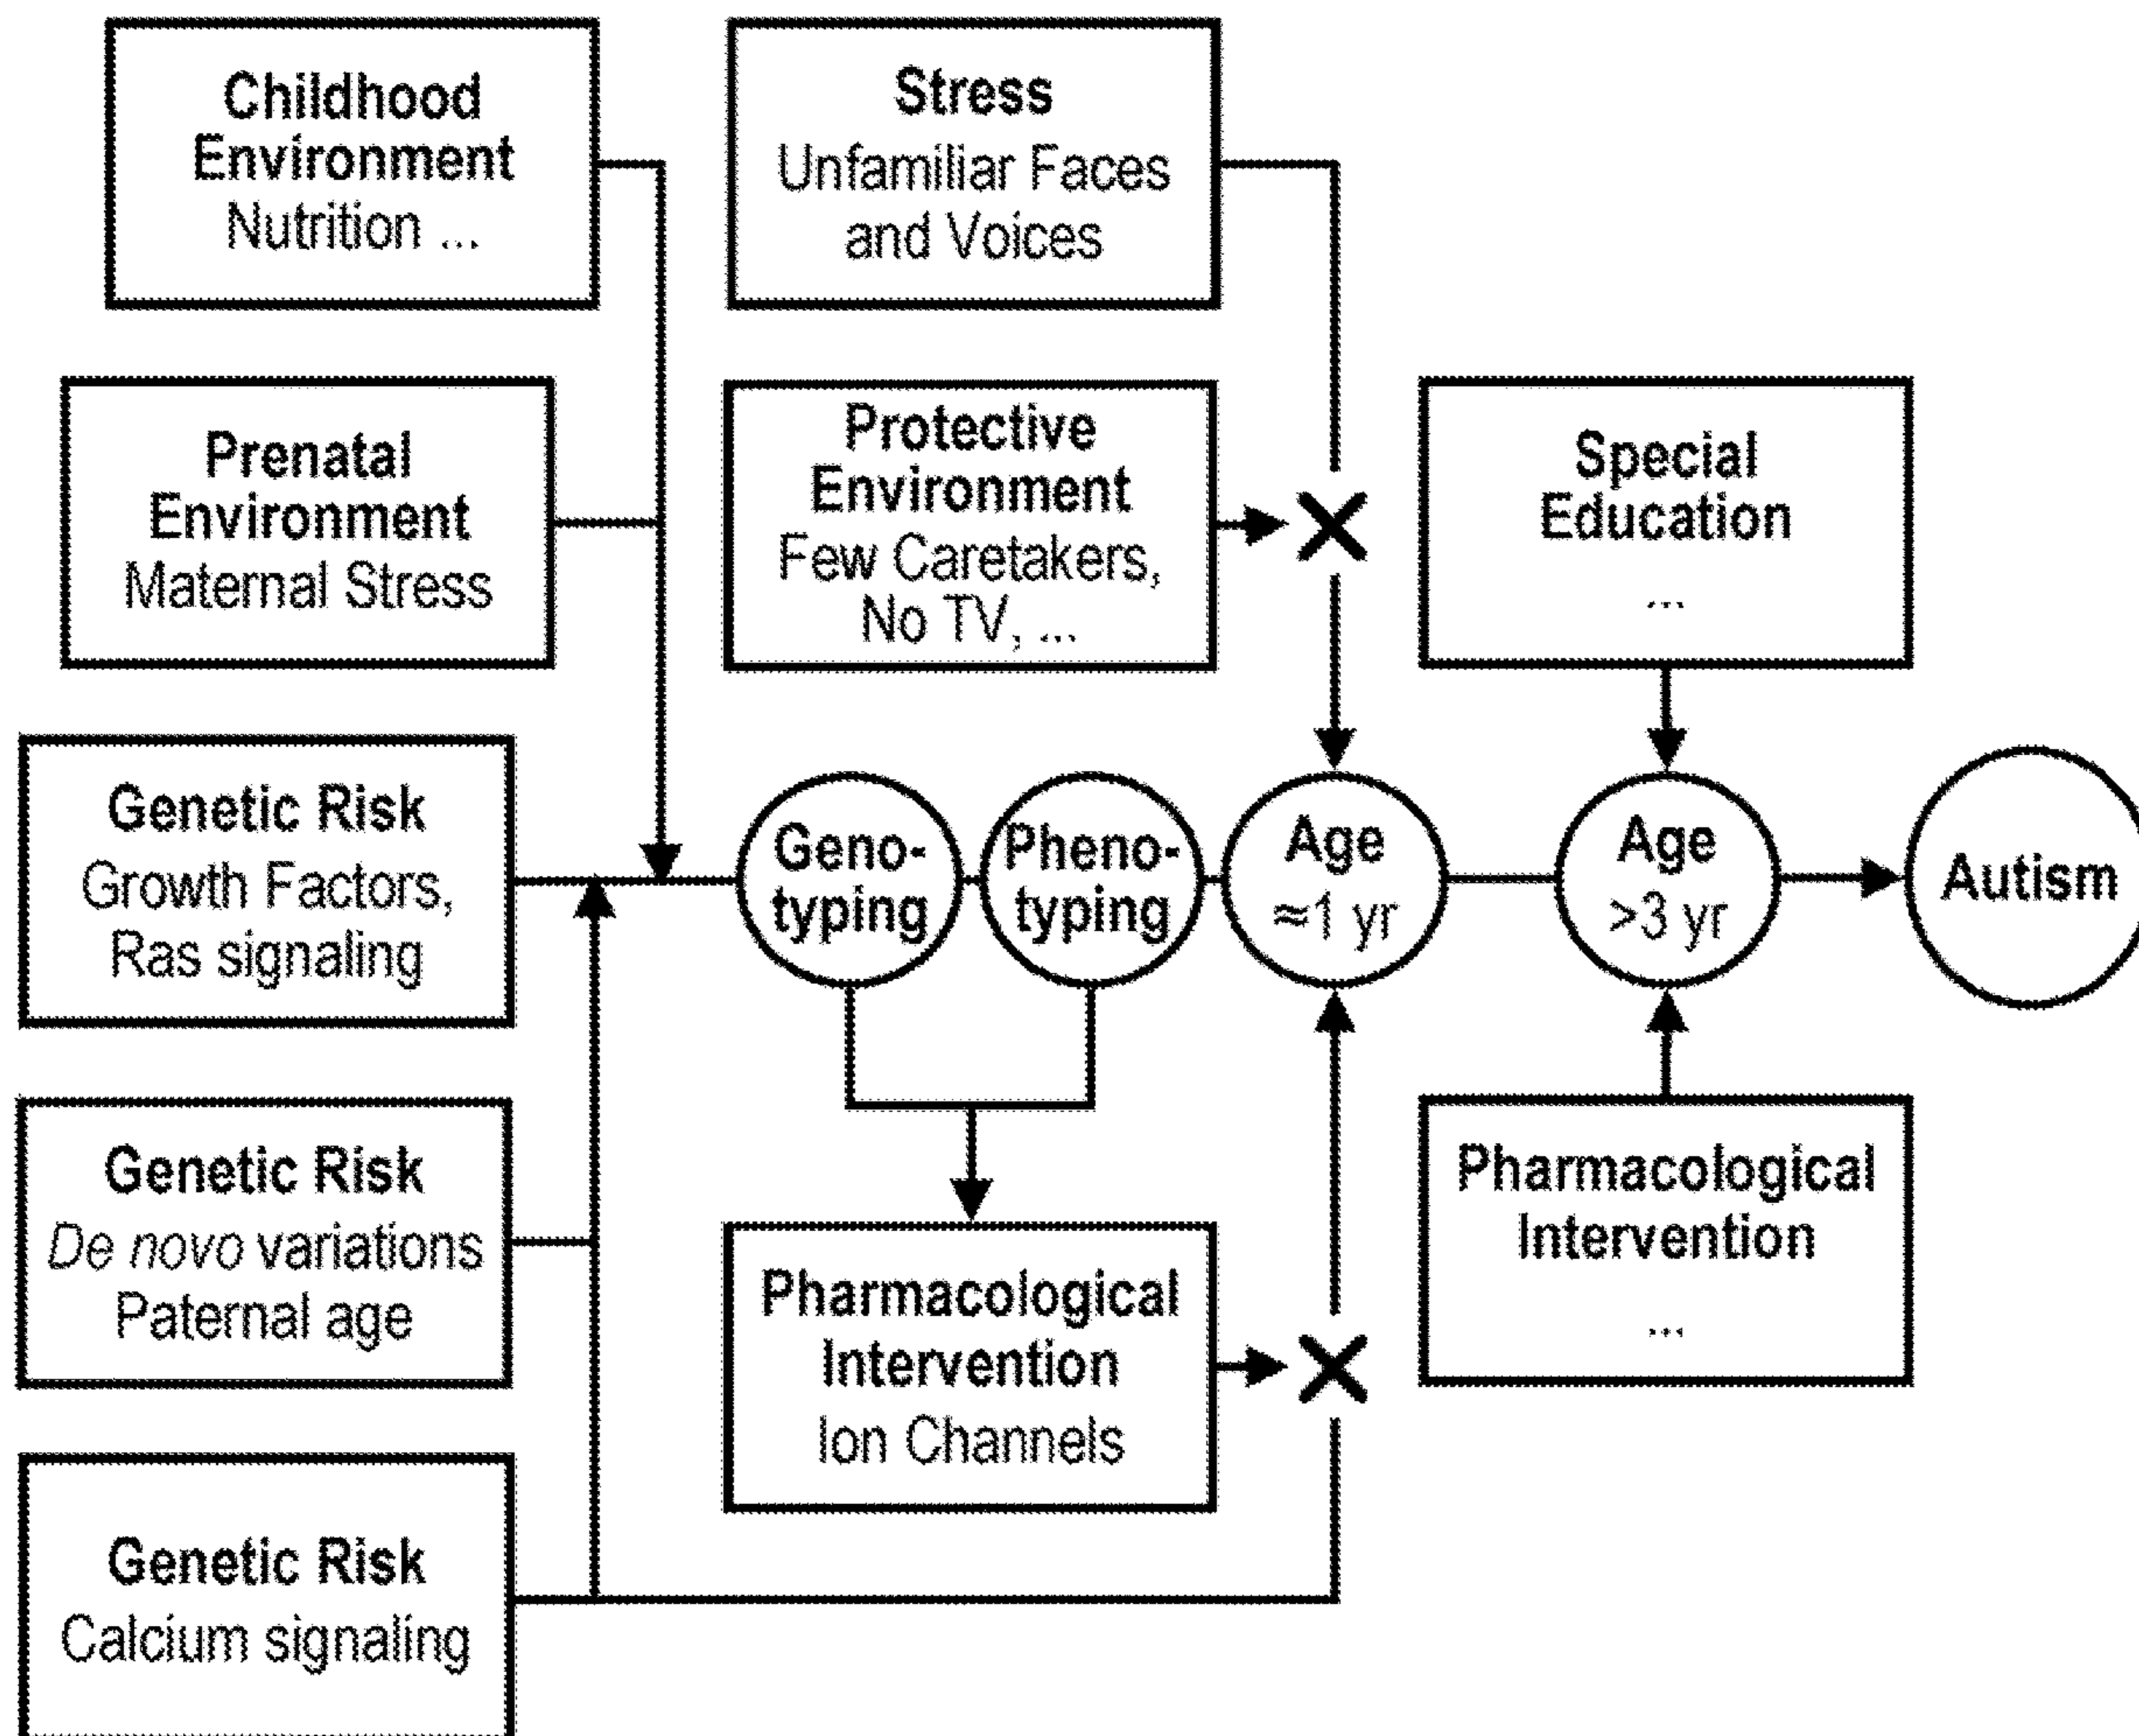 Childhood
Environment
Nutrition ...
Stress
Unfamiliar Faces
and Voices
Prenatal
Environment
Maternal Stress
Protective
Environment
Few Caretakers,
No TV, ...
Special
Education
...
Genetic Risk
Growth Factors,
Ras signaling
Geno-
typing
Pheno-
typing
Age
≈1 yr
Age
>3 yr
Autism
Genetic Risk
De novo variations
Paternal age
Pharmacological
Intervention
Ion Channels
Pharmacological
Intervention
...
Genetic Risk
Calcium signaling